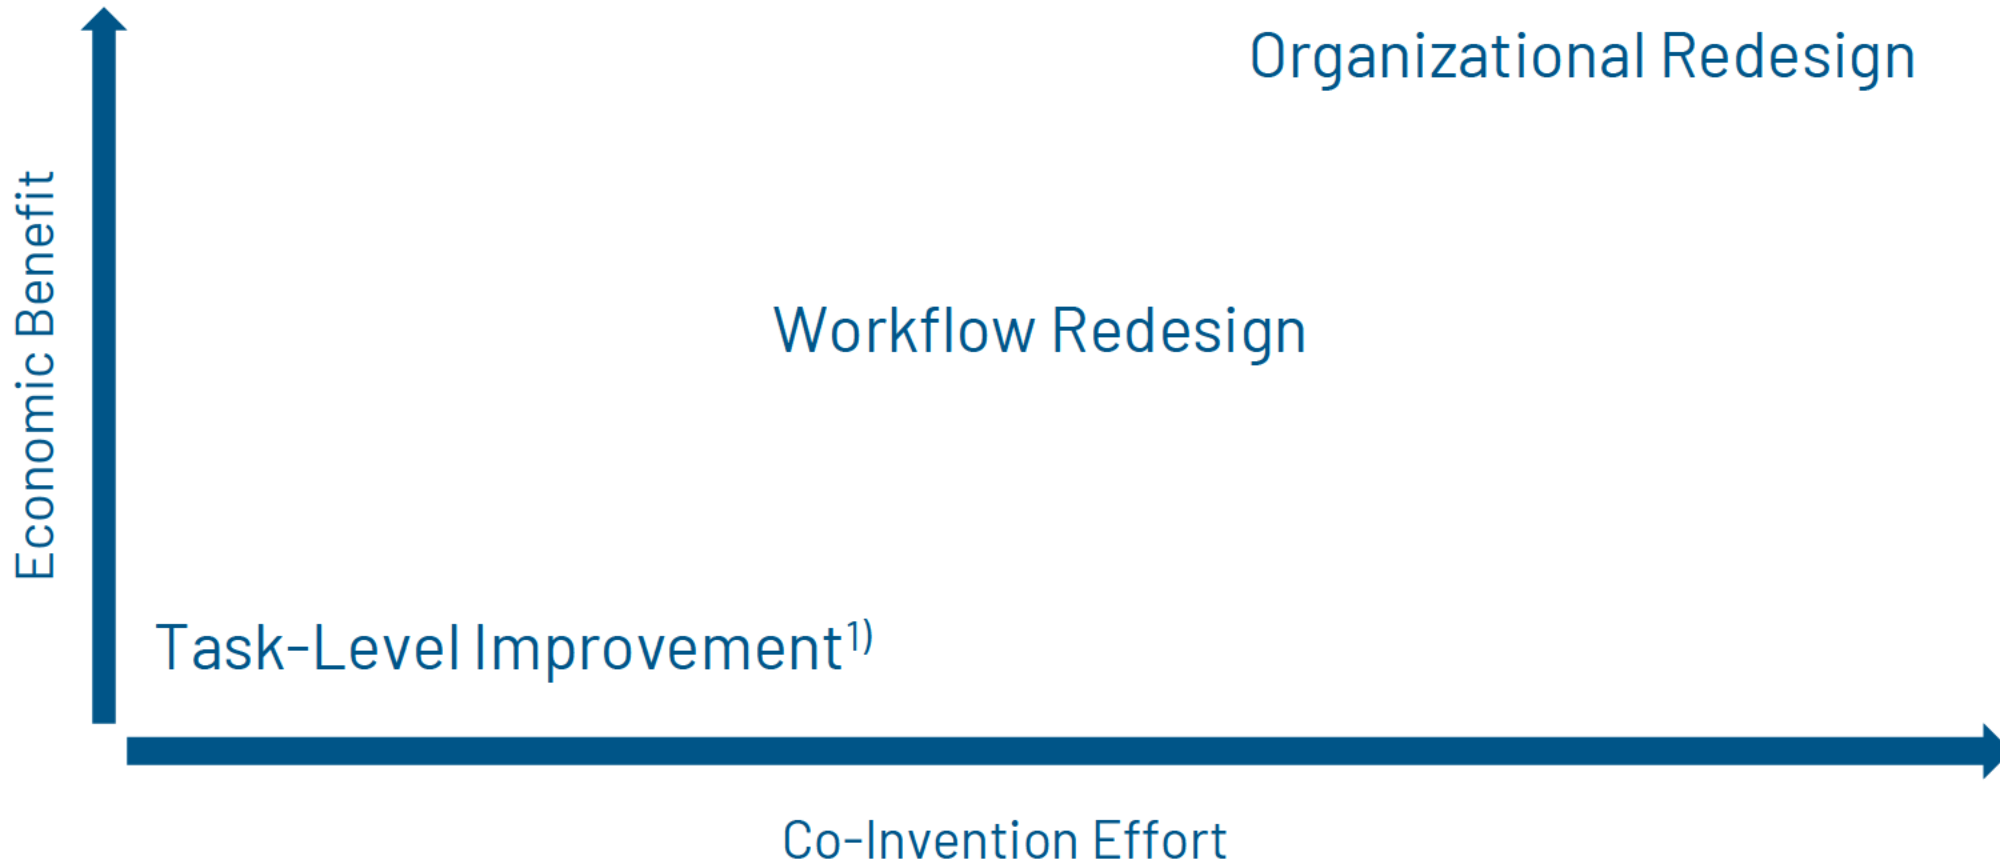 Organizational Redesign
Economic Benefit
Workflow Redesign
Task-Level Improvement¹⁾
Co-Invention Effort